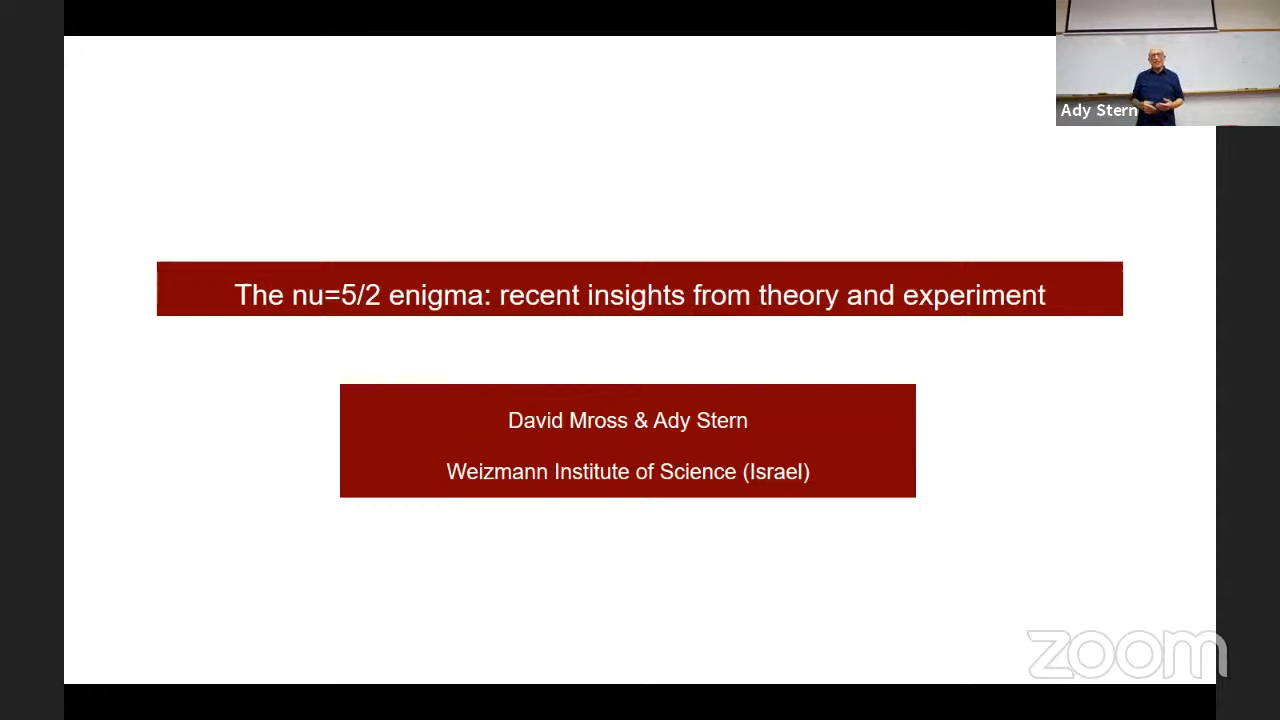 Ady Stern
The nu=5/2 enigma: recent insights from theory and experiment
David Mross & Ady Stern
Weizmann Institute of Science (Israel)
zoom